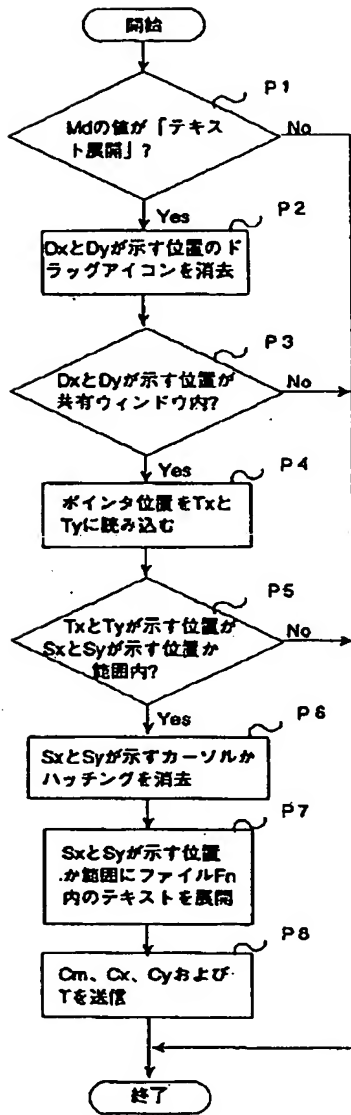 開始
P1
Mdの値が「テキス
ト展開」?
No
Yes
P2
DxとDyが示す位置のド
ラッグアイコンを消去
P3
DxとDyが示す位置が
共有ウィンドウ内?
No
Yes
P4
ポインタ位置をTxと
Tyに読み込む
P5
TxとTyが示す位置が
SxとSyが示す位置か
範囲内?
No
Yes
P6
SxとSyが示すカーソルか
ハッチングを消去
P7
SxとSyが示す位置
か範囲にファイルFn
内のテキストを展開
P8
Cm、Cx、Cyおよび
Tを送信
終了